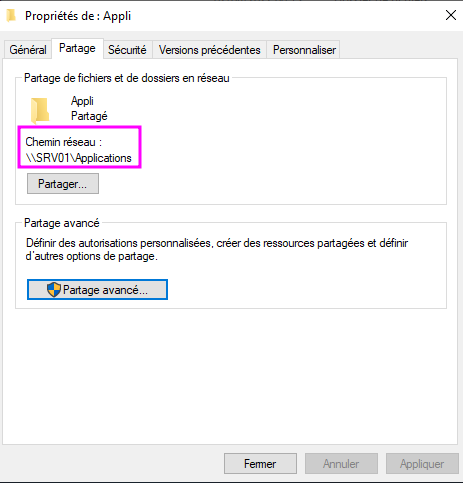 Propriétés de : Appli
Général
Partage
Sécurité
Versions précédentes
Personnaliser
Partage de fichiers et de dossiers en réseau
Appli
Partagé
Chemin réseau :
\\SRV01\Applications
Partager...
Partage avancé
Définir des autorisations personnalisées, créer des ressources partagées et définir
d'autres options de partage.
Partage avancé...
Fermer
Annuler
Appliquer